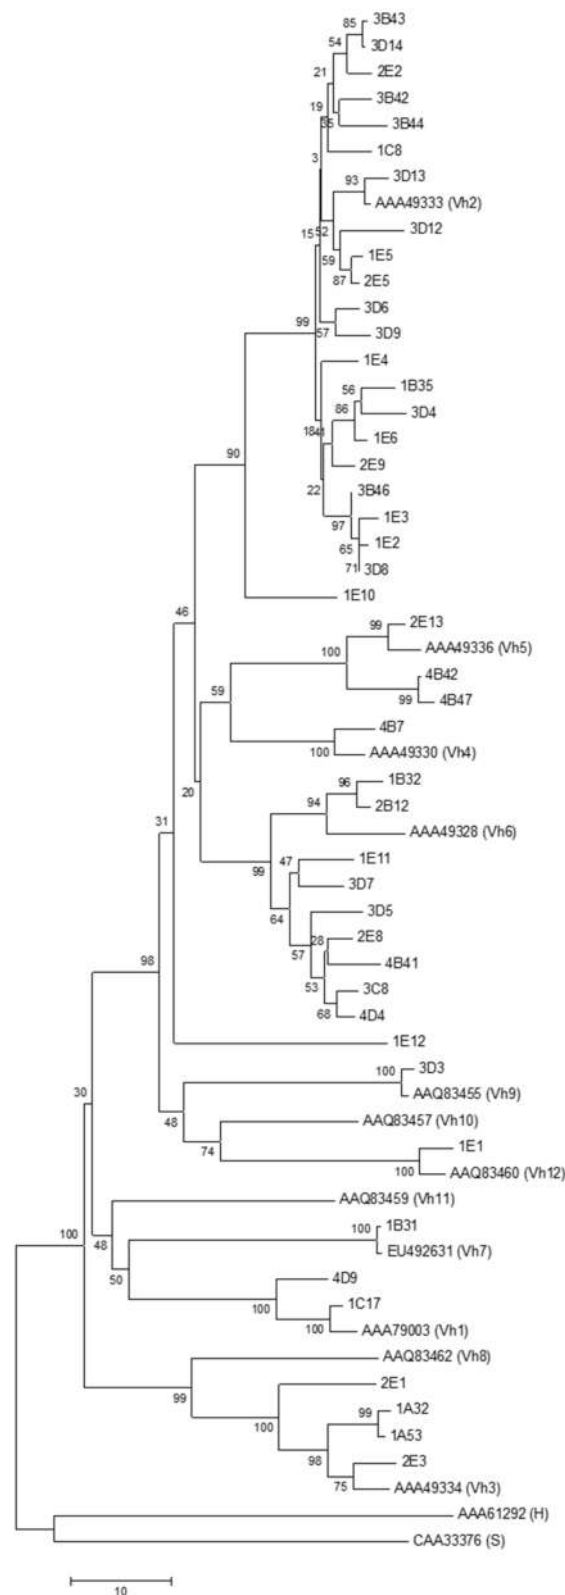 85 3B43
3D14
54
2E2
21
3B42
19
35 3B44
1C8
3
93 3D13
AAA49333 (Vh2)
15 52 3D12
59 1E5
87 2E5
3D6
99 57 3D9
1E4
56 1B35
86 3D4
18 41 1E6
2E9
22 3B46
97 1E3
65 1E2
71 3D8
90
1E10
46
99 2E13
100 AAA49336 (Vh5)
4B42
59 99 4B47
4B7
100 AAA49330 (Vh4)
20
96 1B32
94 2B12
31 AAA49328 (Vh6)
99 47 1E11
3D7
64 3D5
57 28 2E8
4B41
53 3C8
68 4D4
98
1E12
100 3D3
AAQ83455 (Vh9)
30 48
AAQ83457 (Vh10)
74 1E1
100 AAQ83460 (Vh12)
AAQ83459 (Vh11)
100 48 100 1B31
EU492631 (Vh7)
50 4D9
100 1C17
100 AAA79003 (Vh1)
AAQ83462 (Vh8)
99 2E1
100 99 1A32
1A53
98 2E3
75 AAA49334 (Vh3)
AAA61292 (H)
CAA33376 (S)
10